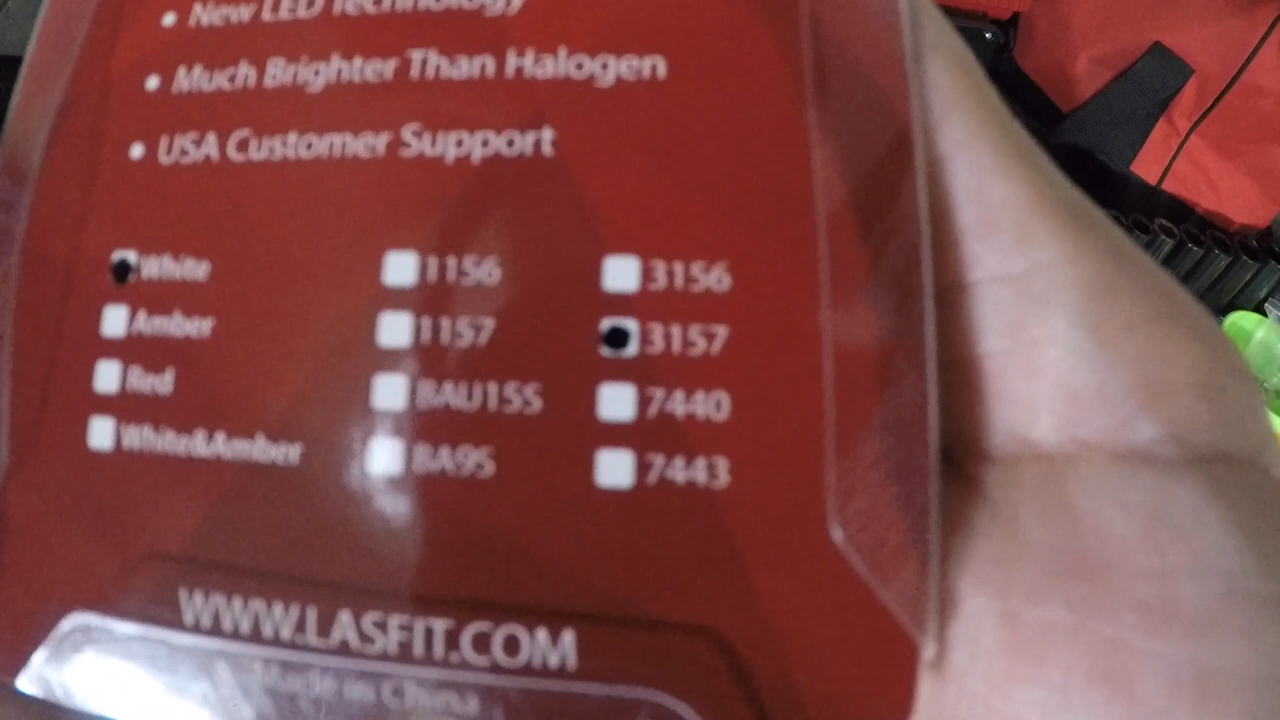 • New LED Technology
• Much Brighter Than Halogen
• USA Customer Support
White 1156 3156
Amber 1157 3157
Red BAU15S 7440
White&Amber BA9S 7443
WWW.LASFIT.COM
Made in China